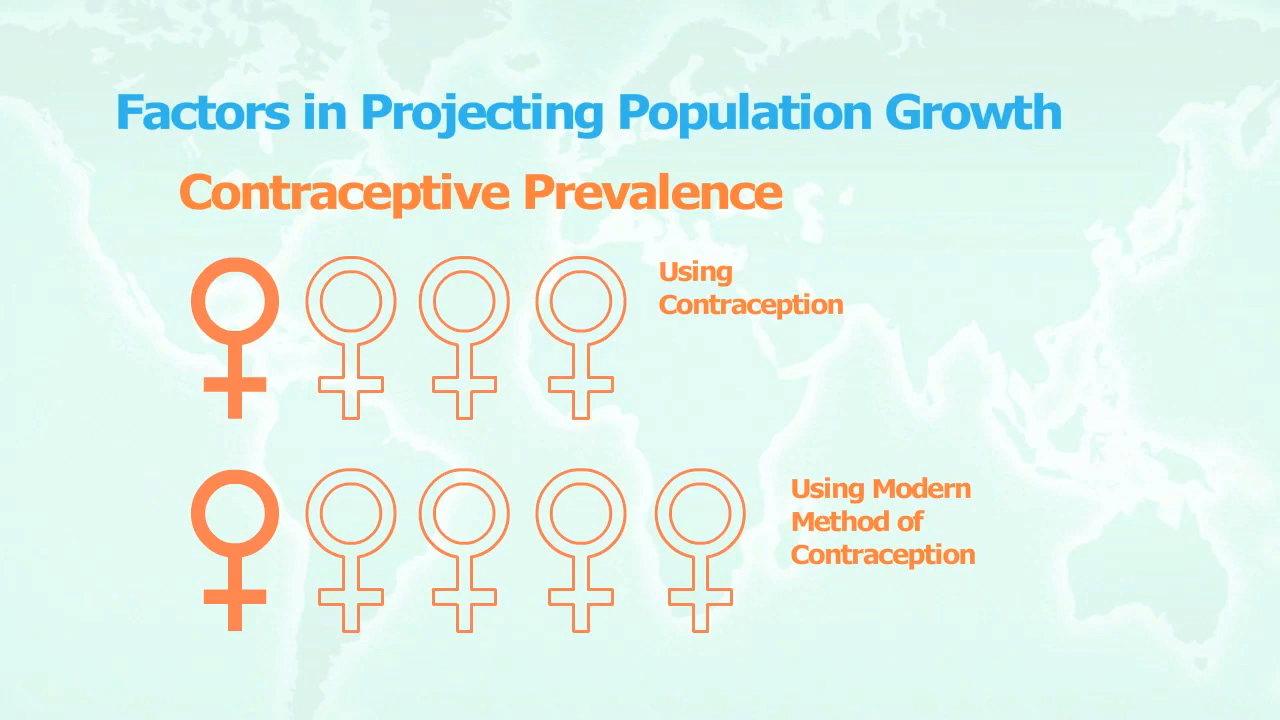 Factors in Projecting Population Growth
Contraceptive Prevalence
Using
Contraception
Using Modern
Method of
Contraception